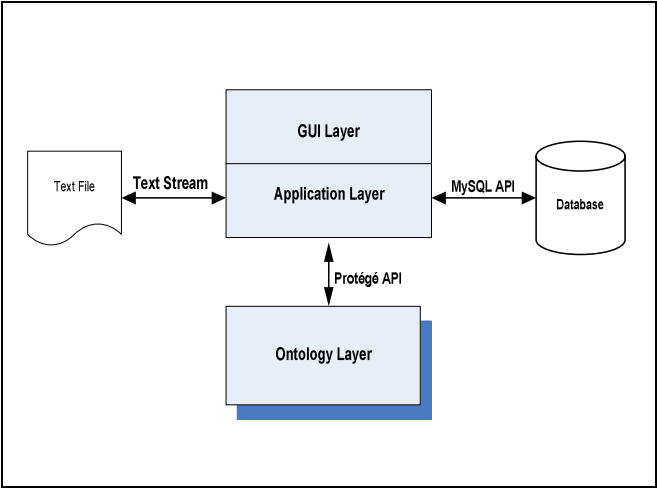 GUI Layer
Text File
Text Stream
Application Layer
MySQL API
Database
Protégé API
Ontology Layer